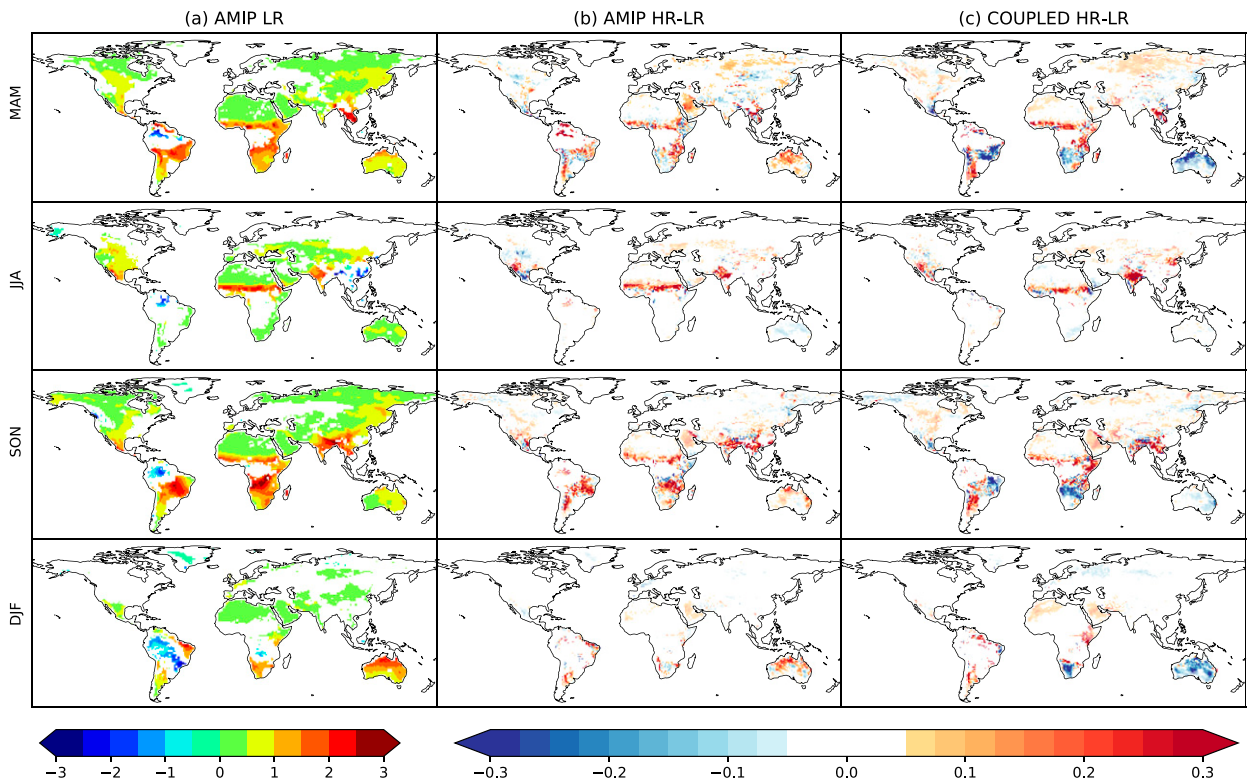 (a) AMIP LR (b) AMIP HR-LR (c) COUPLED HR-LR
MAM
JJA
SON
DJF
−3 −2 −1 0 1 2 3
−0.3 −0.2 −0.1 0.0 0.1 0.2 0.3